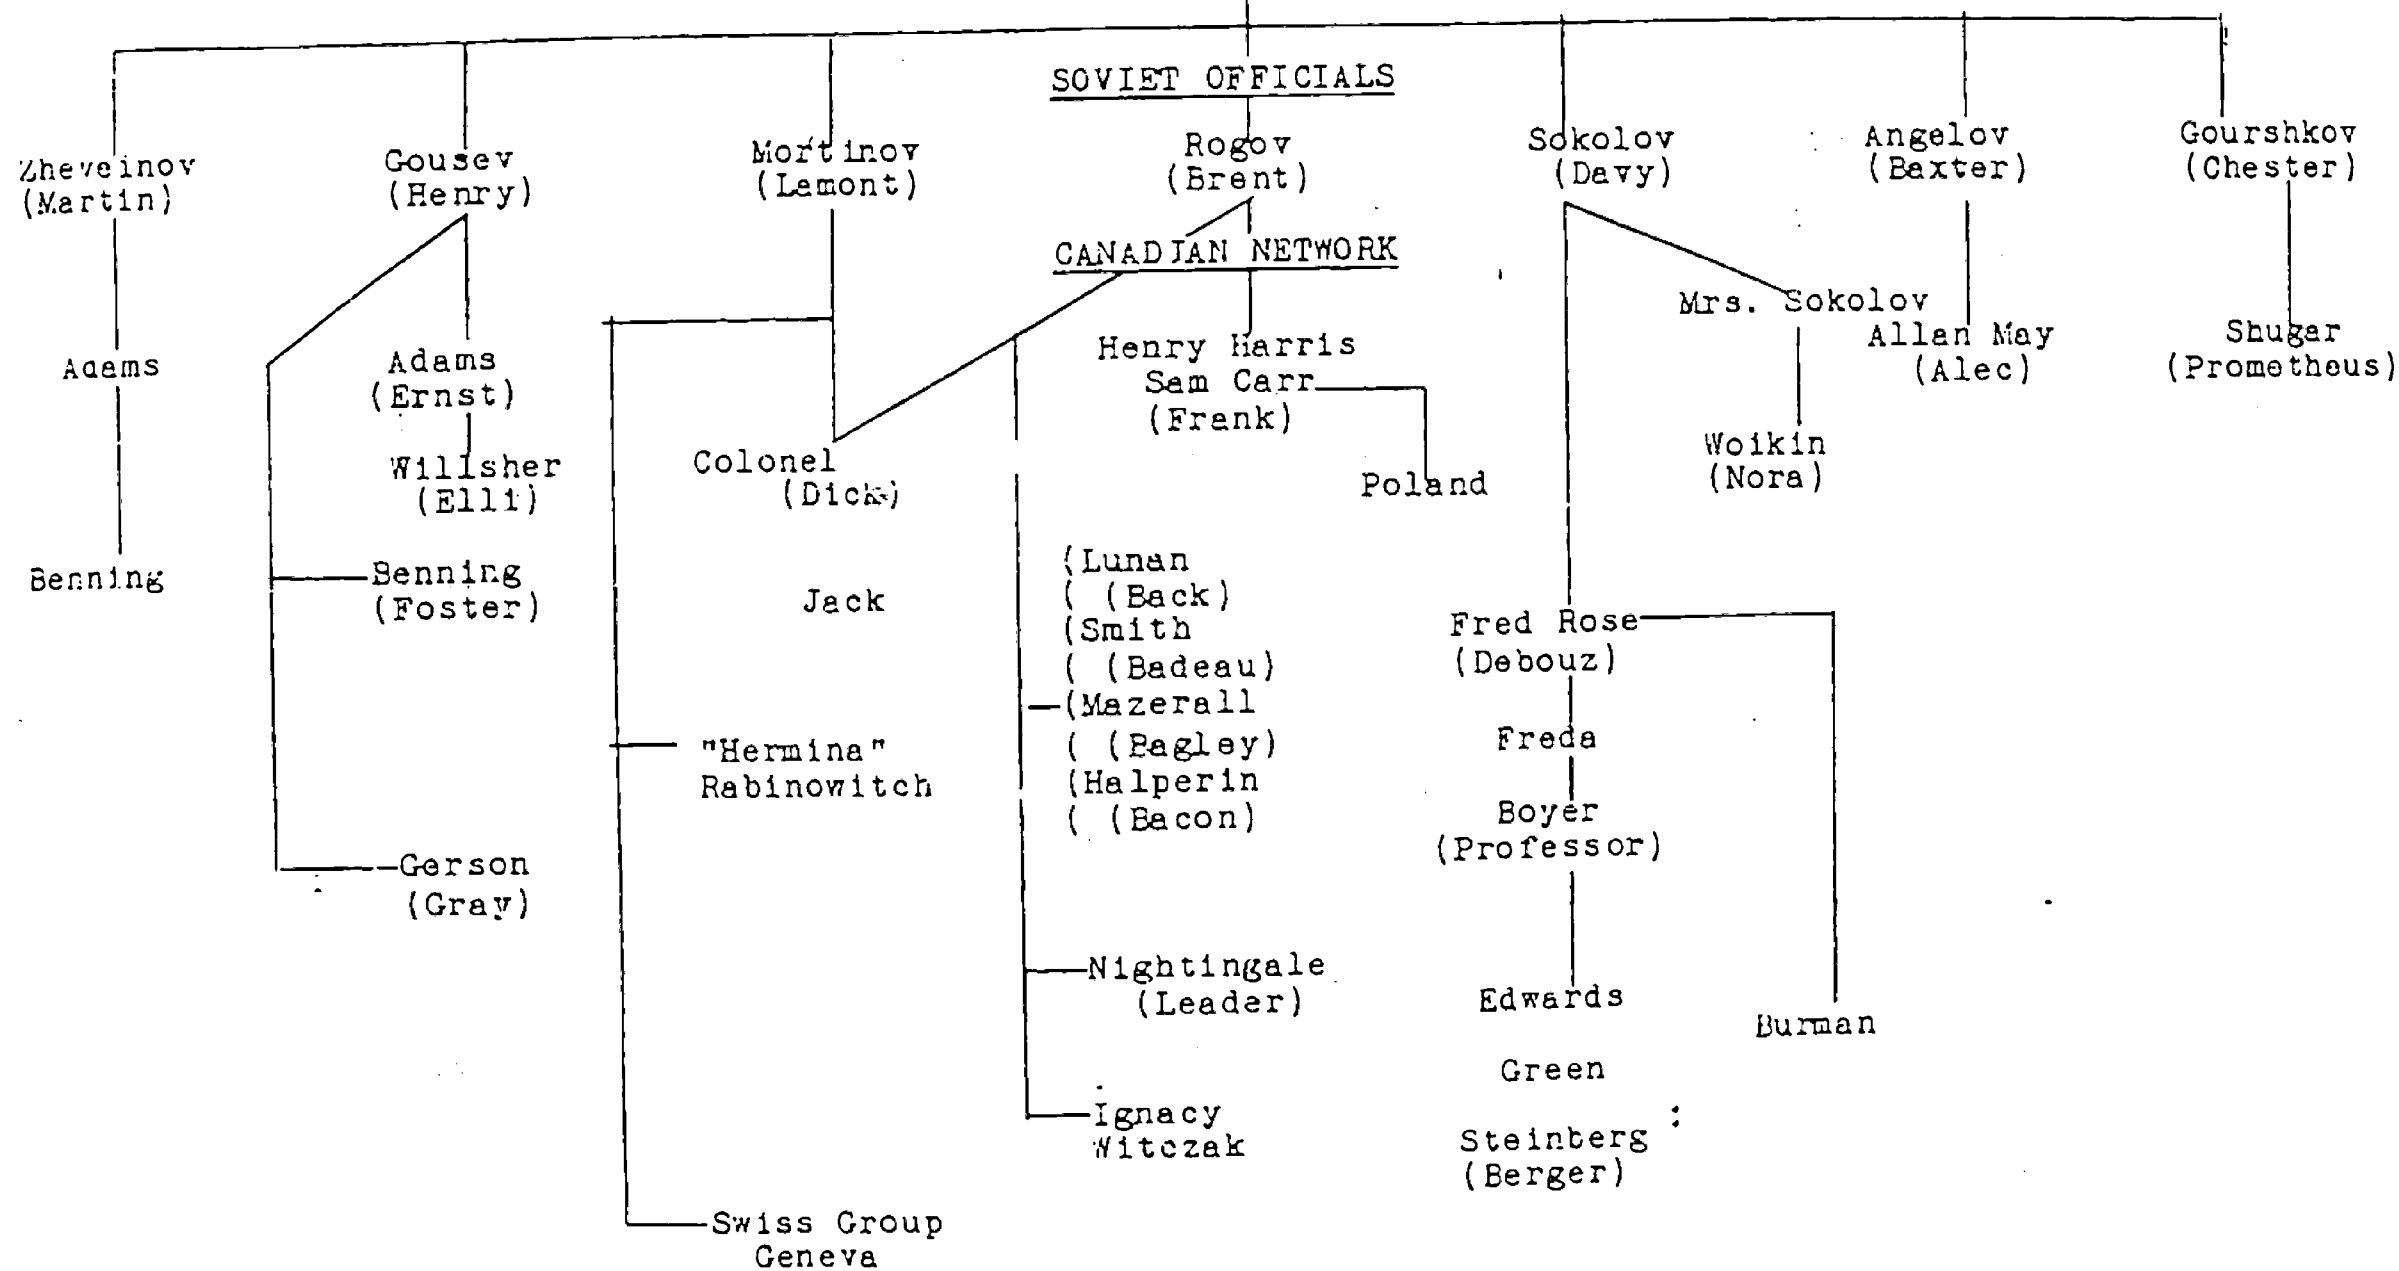 SOVIET OFFICIALS
Zheveinov
(Martin)
Gousev
(Henry)
Mortinov
(Lamont)
Rogov
(Brent)
Sokolov
(Davy)
Angelov
(Baxter)
Gourshkov
(Chester)
CANADIAN NETWORK
Adams
Benning
Adams
(Ernst)
Willsher
(Elli)
Benning
(Foster)
Gerson
(Gray)
Colonel
(Dick)
Jack
"Hermina"
Rabinowitch
Swiss Group
Geneva
Henry Harris
Sam Carr
(Frank)
Poland
(Lunan
( (Back)
(Smith
( (Badeau)
(Mazerall
( (Bagley)
(Halperin
( (Bacon)
Nightingale
(Leader)
Ignacy
Witczak
Mrs. Sokolov
Woikin
(Nora)
Fred Rose
(Debouz)
Freda
Boyer
(Professor)
Edwards
Green
Steinberg
(Berger)
Burman
Allan May
(Alec)
Shugar
(Prometheus)